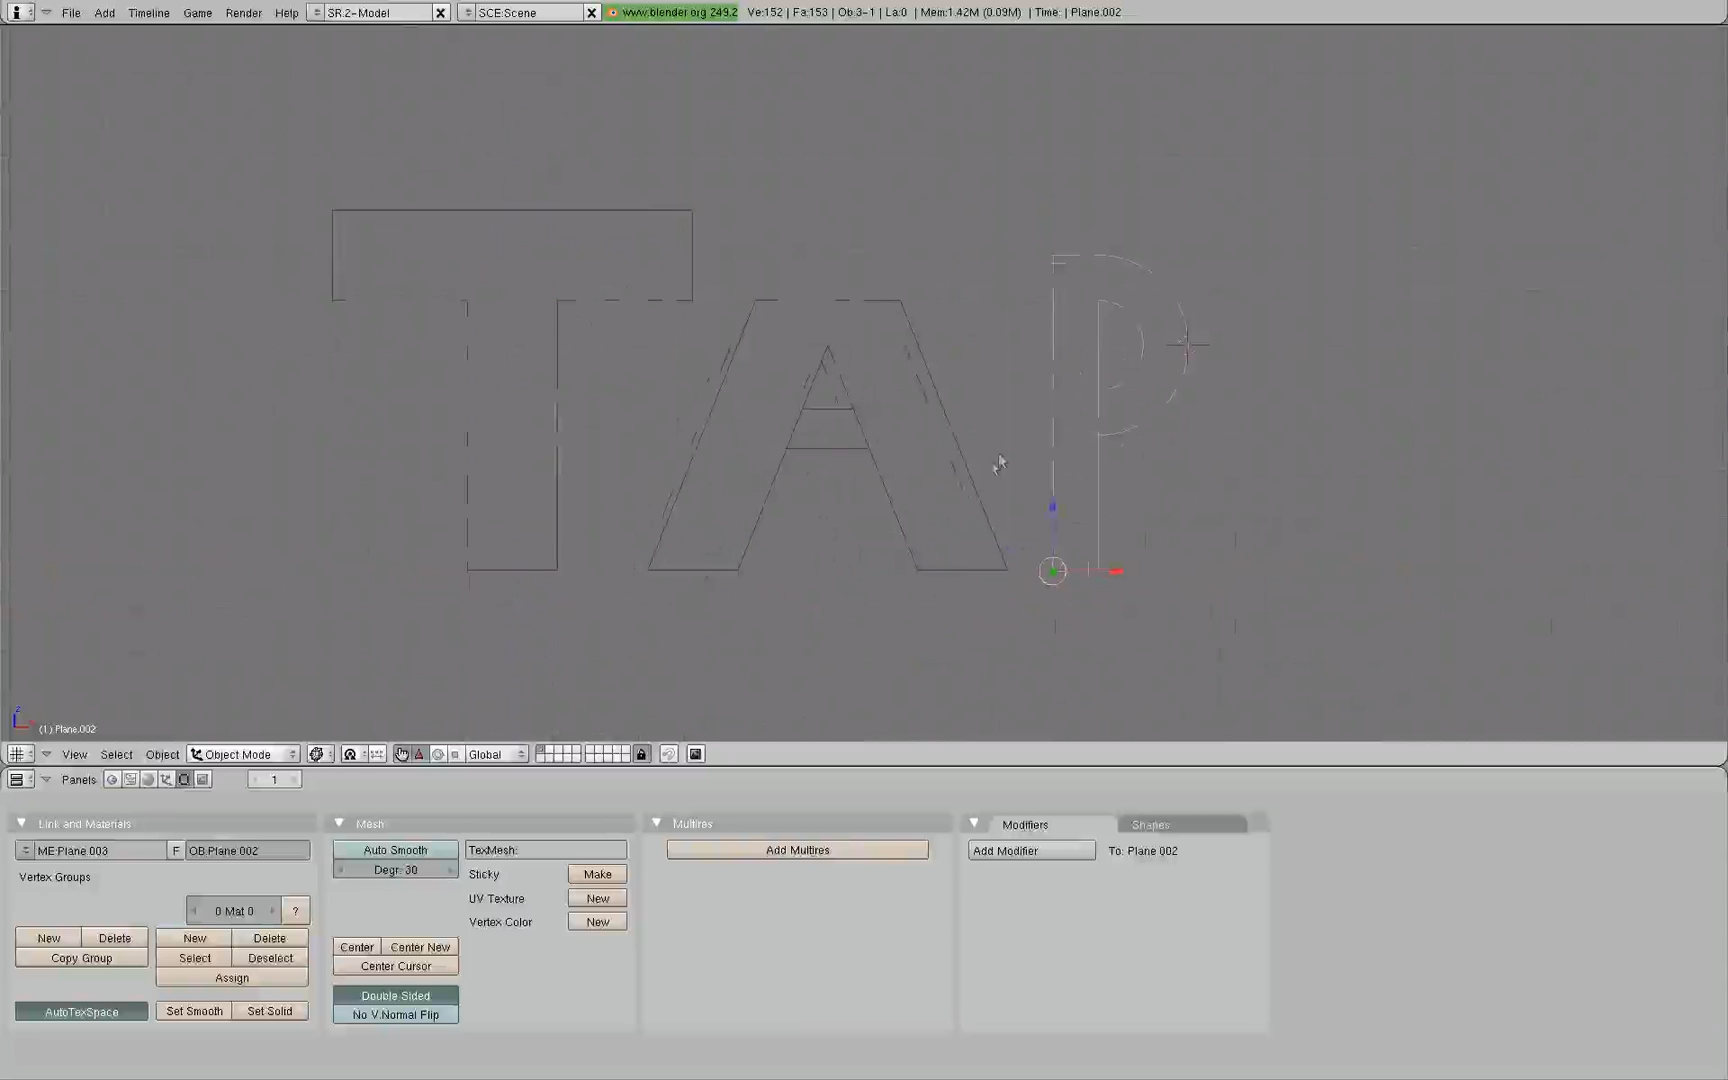 File Add Timeline Game Render Help SR:2-Model SCE:Scene www.blender.org 249.2 Ve:152 | Fa:153 | Ob:3-1 | La:0 | Mem:1.42M (0.09M) | Time: | Plane.002
TAP
z
(1) Plane.002
View Select Object Object Mode Global
Panels 1
Link and Materials Mesh Multires Modifiers Shapes
ME:Plane.003 F OB:Plane.002 Auto Smooth TexMesh: Add Multires Add Modifier To: Plane.002
Degr: 30
Vertex Groups Sticky Make
UV Texture New
0 Mat 0 ? Vertex Color New
New Delete New Delete Center Center New
Copy Group Select Deselect Center Cursor
Assign
Double Sided
AutoTexSpace Set Smooth Set Solid No V.Normal Flip